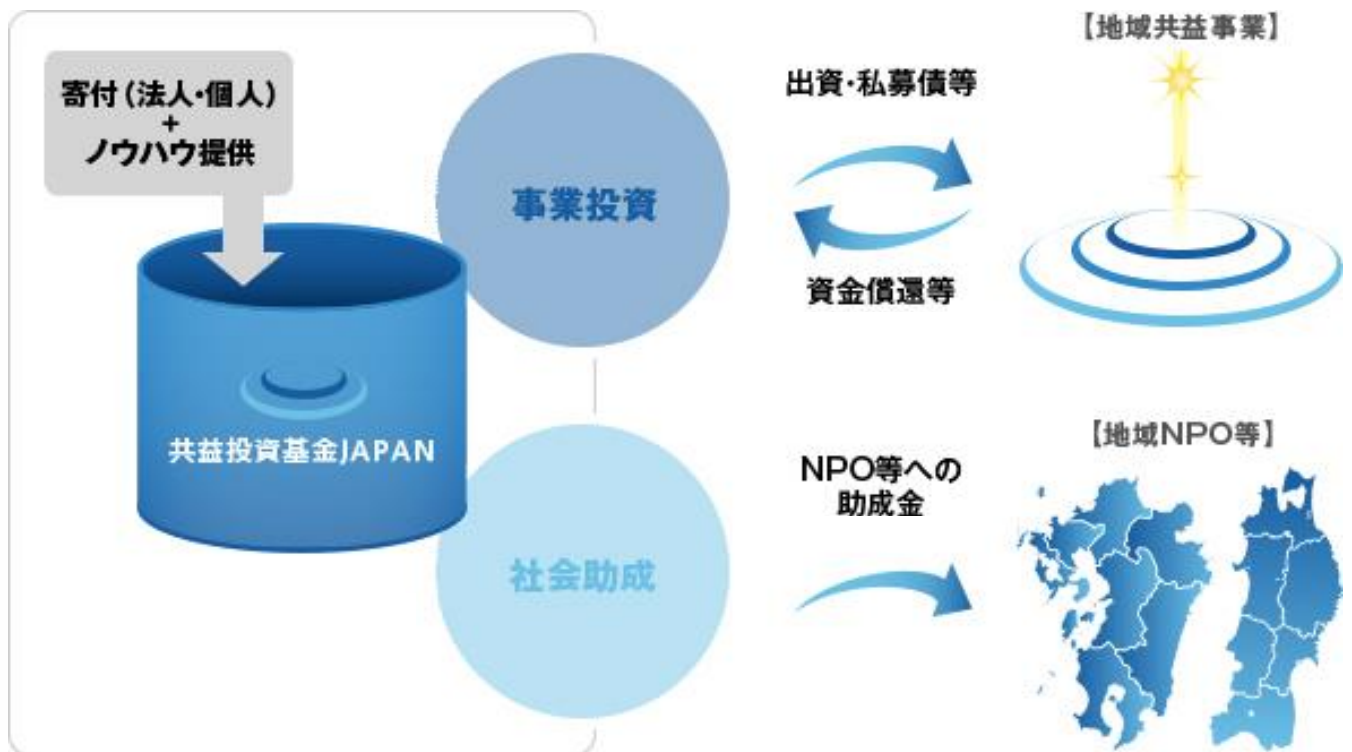 寄付(法人・個人)
+
ノウハウ提供
共益投資基金JAPAN
事業投資
社会助成
出資・私募債等
資金償還等
【地域共益事業】
NPO等への
助成金
【地域NPO等】